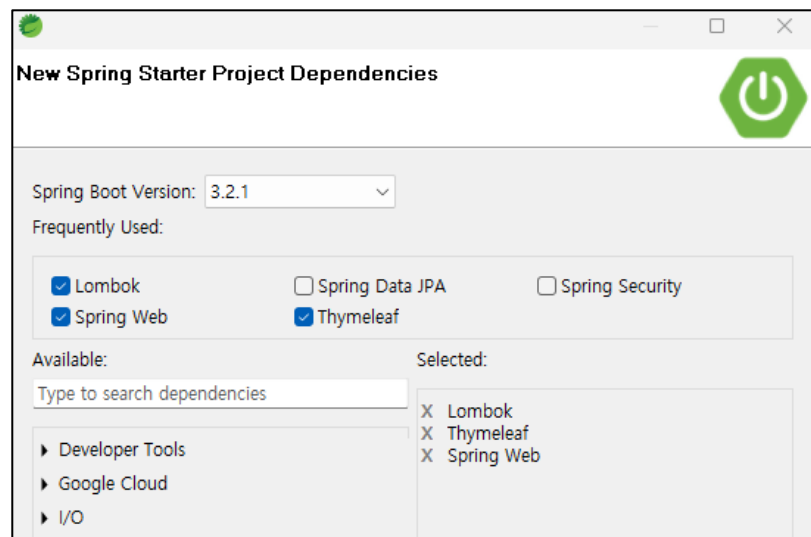 New Spring Starter Project Dependencies
Spring Boot Version: 3.2.1
Frequently Used:
Lombok Spring Data JPA Spring Security
Spring Web Thymeleaf
Available: Selected:
Type to search dependencies
X Lombok
X Thymeleaf
X Spring Web
Developer Tools
Google Cloud
I/O